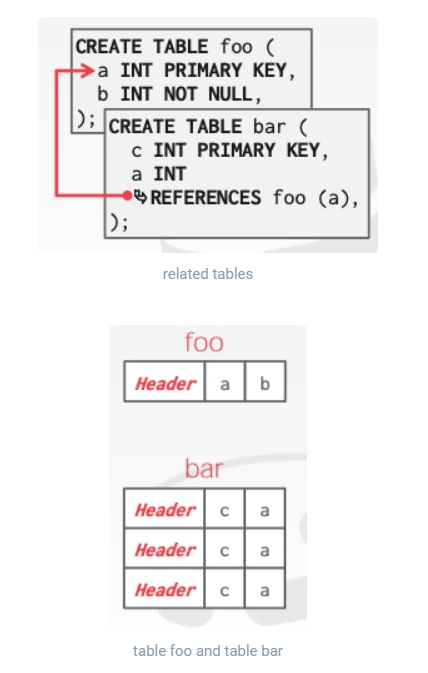 CREATE TABLE foo (
a INT PRIMARY KEY,
b INT NOT NULL,
);
CREATE TABLE bar (
c INT PRIMARY KEY,
a INT
REFERENCES foo (a),
);
related tables
foo
Header a b
bar
Header c a
Header c a
Header c a
table foo and table bar